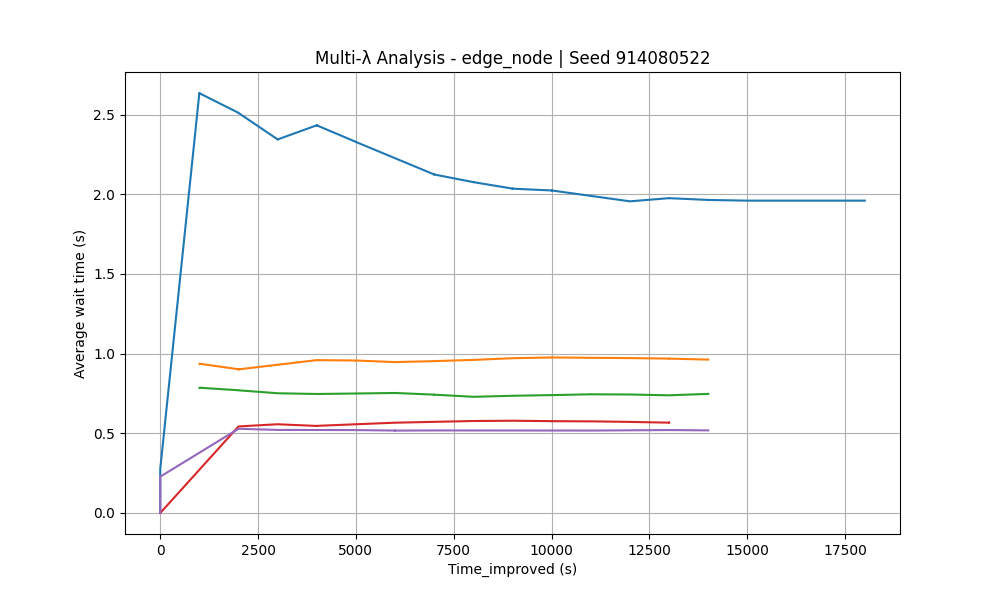 Multi-λ Analysis - edge_node | Seed 914080522
Average wait time (s)
2.5
2.0
1.5
1.0
0.5
0.0
0 2500 5000 7500 10000 12500 15000 17500
Time_improved (s)